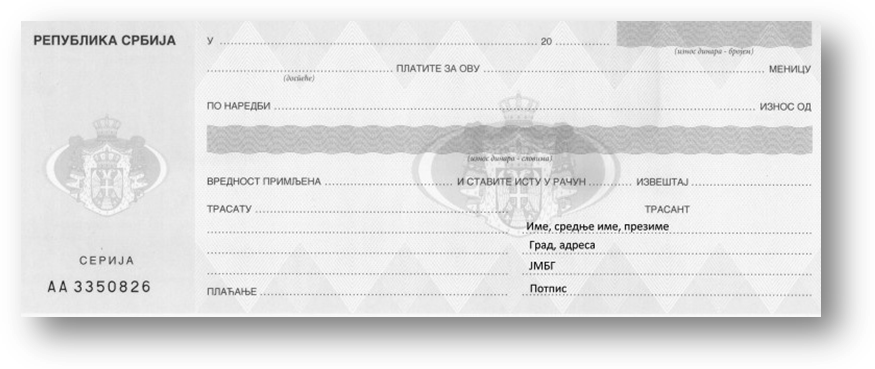 РЕПУБЛИКА СРБИЈА
У 20
(износ динара - бројем)
ПЛАТИТЕ ЗА ОВУ МЕНИЦУ
(доспеће)
ПО НАРЕДБИ ИЗНОС ОД
(износ динара - словима)
ВРЕДНОСТ ПРИМЉЕНА И СТАВИТЕ ИСТУ У РАЧУН ИЗВЕШТАЈ
ТРАСАТУ ТРАСАНТ
Име, средње име, презиме
Град, адреса
ЈМБГ
ПЛАЋАЊЕ Потпис
СЕРИЈА
АА 3350826